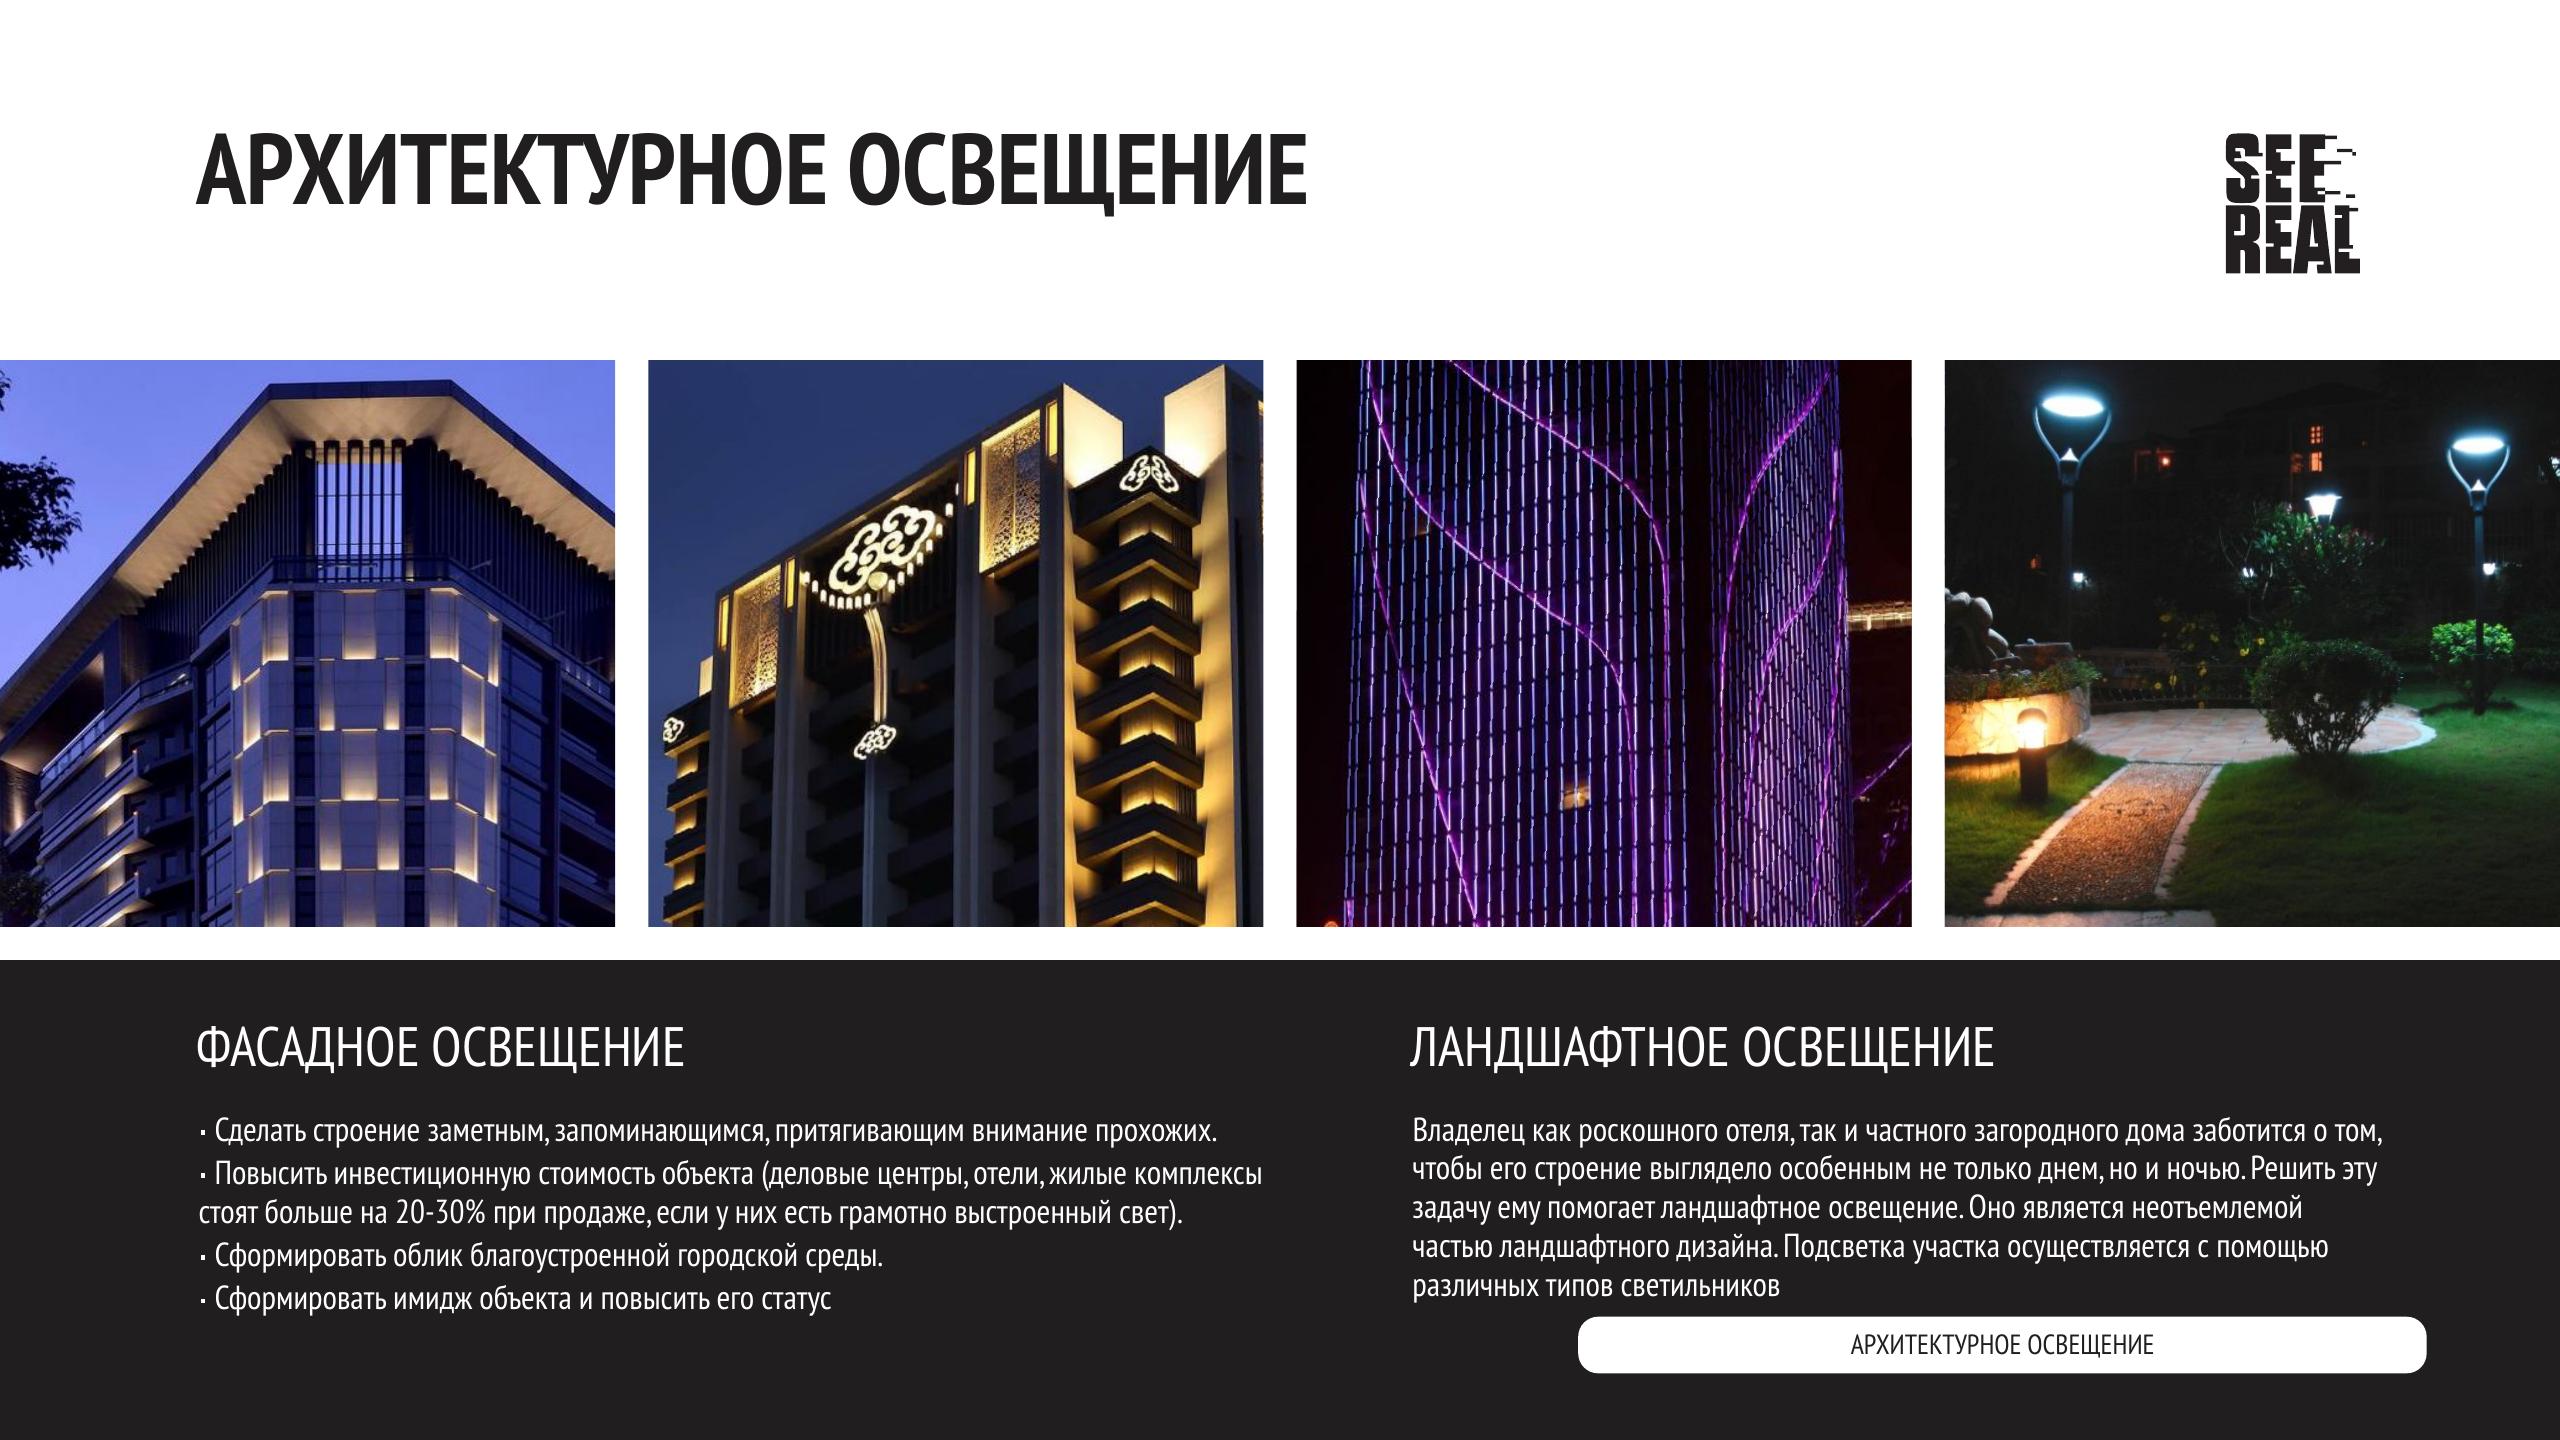 АРХИТЕКТУРНОЕ ОСВЕЩЕНИЕ
SEE
REAL
ФАСАДНОЕ ОСВЕЩЕНИЕ
· Сделать строение заметным, запоминающимся, притягивающим внимание прохожих.
· Повысить инвестиционную стоимость объекта (деловые центры, отели, жилые комплексы
стоят больше на 20-30% при продаже, если у них есть грамотно выстроенный свет).
· Сформировать облик благоустроенной городской среды.
· Сформировать имидж объекта и повысить его статус
ЛАНДШАФТНОЕ ОСВЕЩЕНИЕ
Владелец как роскошного отеля, так и частного загородного дома заботится о том,
чтобы его строение выглядело особенным не только днем, но и ночью. Решить эту
задачу ему помогает ландшафтное освещение. Оно является неотъемлемой
частью ландшафтного дизайна. Подсветка участка осуществляется с помощью
различных типов светильников
АРХИТЕКТУРНОЕ ОСВЕЩЕНИЕ